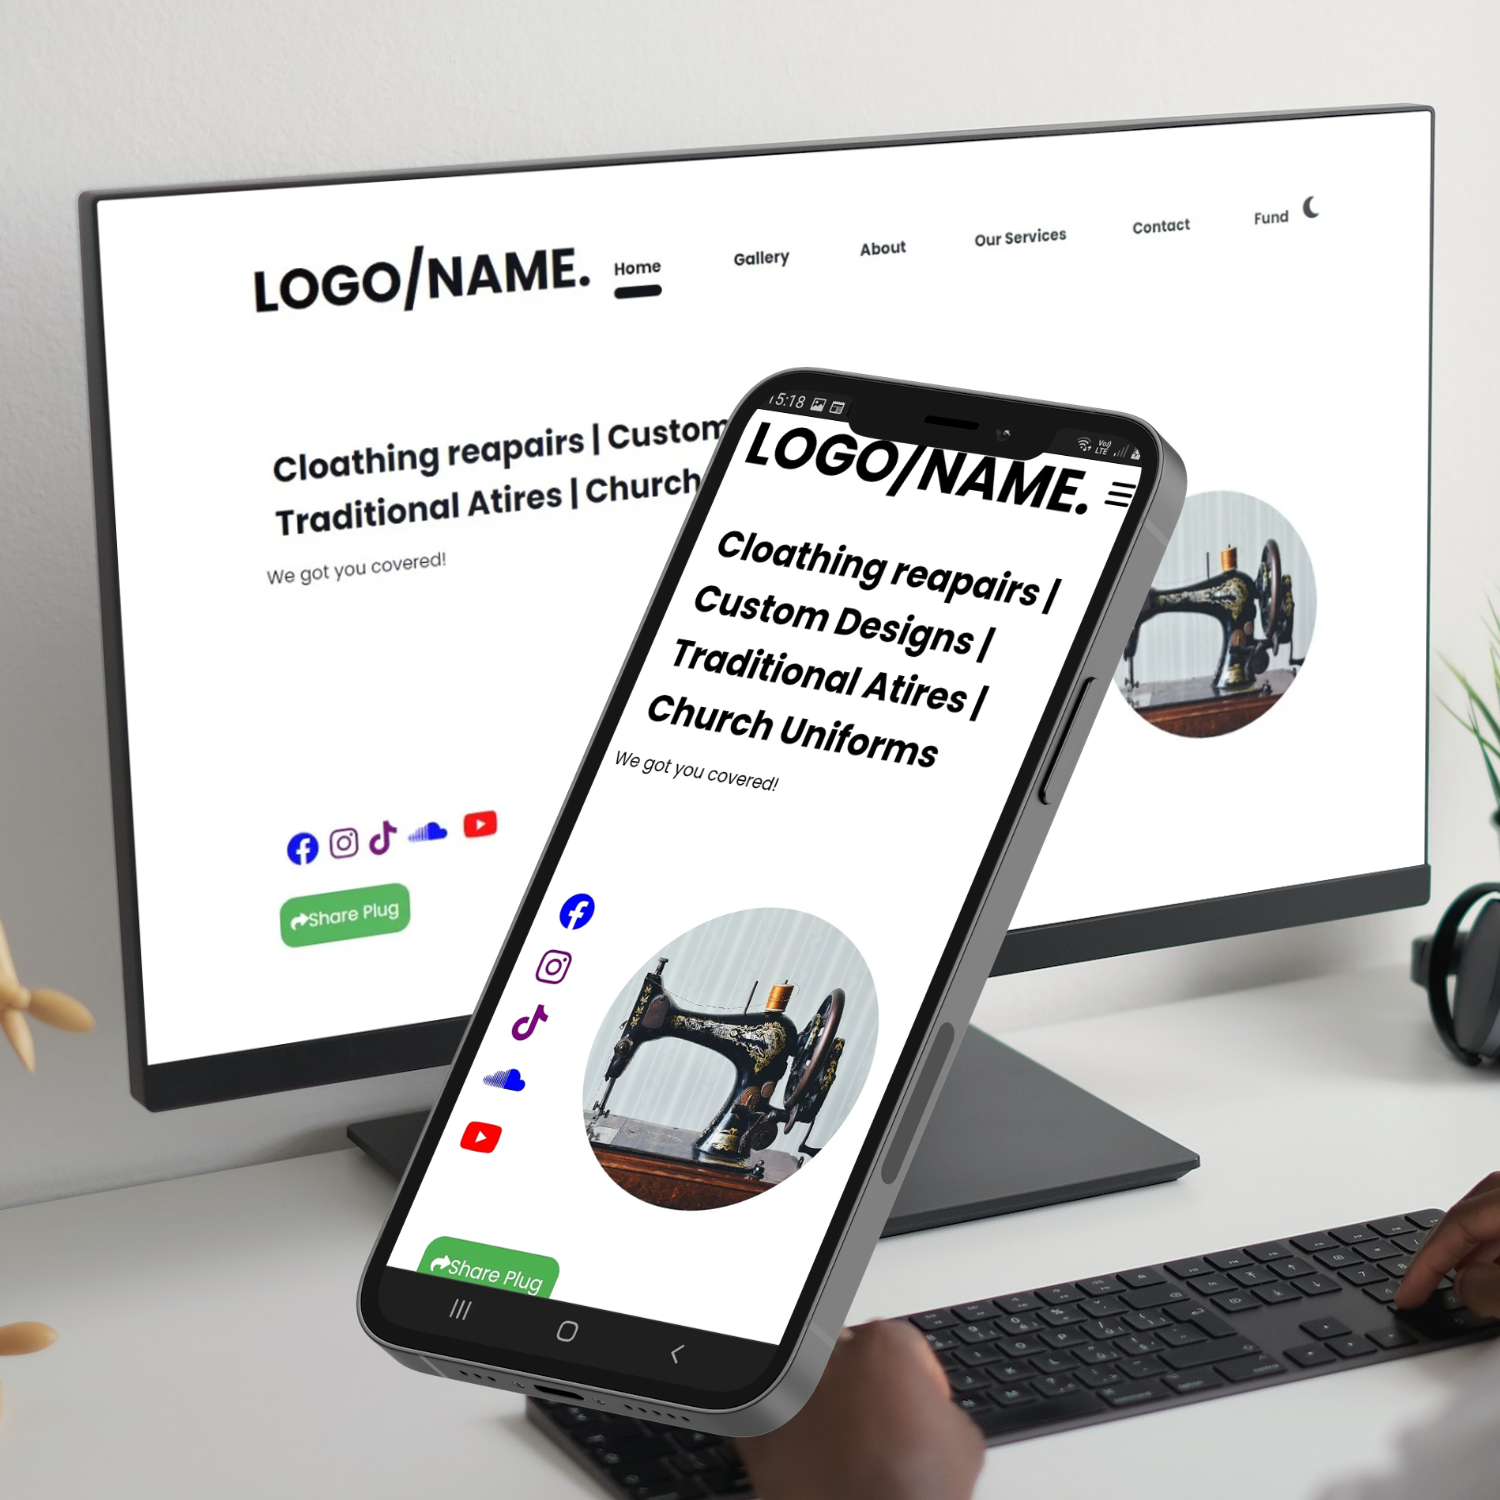 LOGO/NAME.
Home
Gallery
About
Our Services
Contact
Fund
Cloathing reapairs | Custom
Traditional Atires | Church
We got you covered!
Share Plug
5:18
Vo))
LTE
LOGO/NAME.
Cloathing reapairs |
Custom Designs |
Traditional Atires |
Church Uniforms
We got you covered!
Share Plug